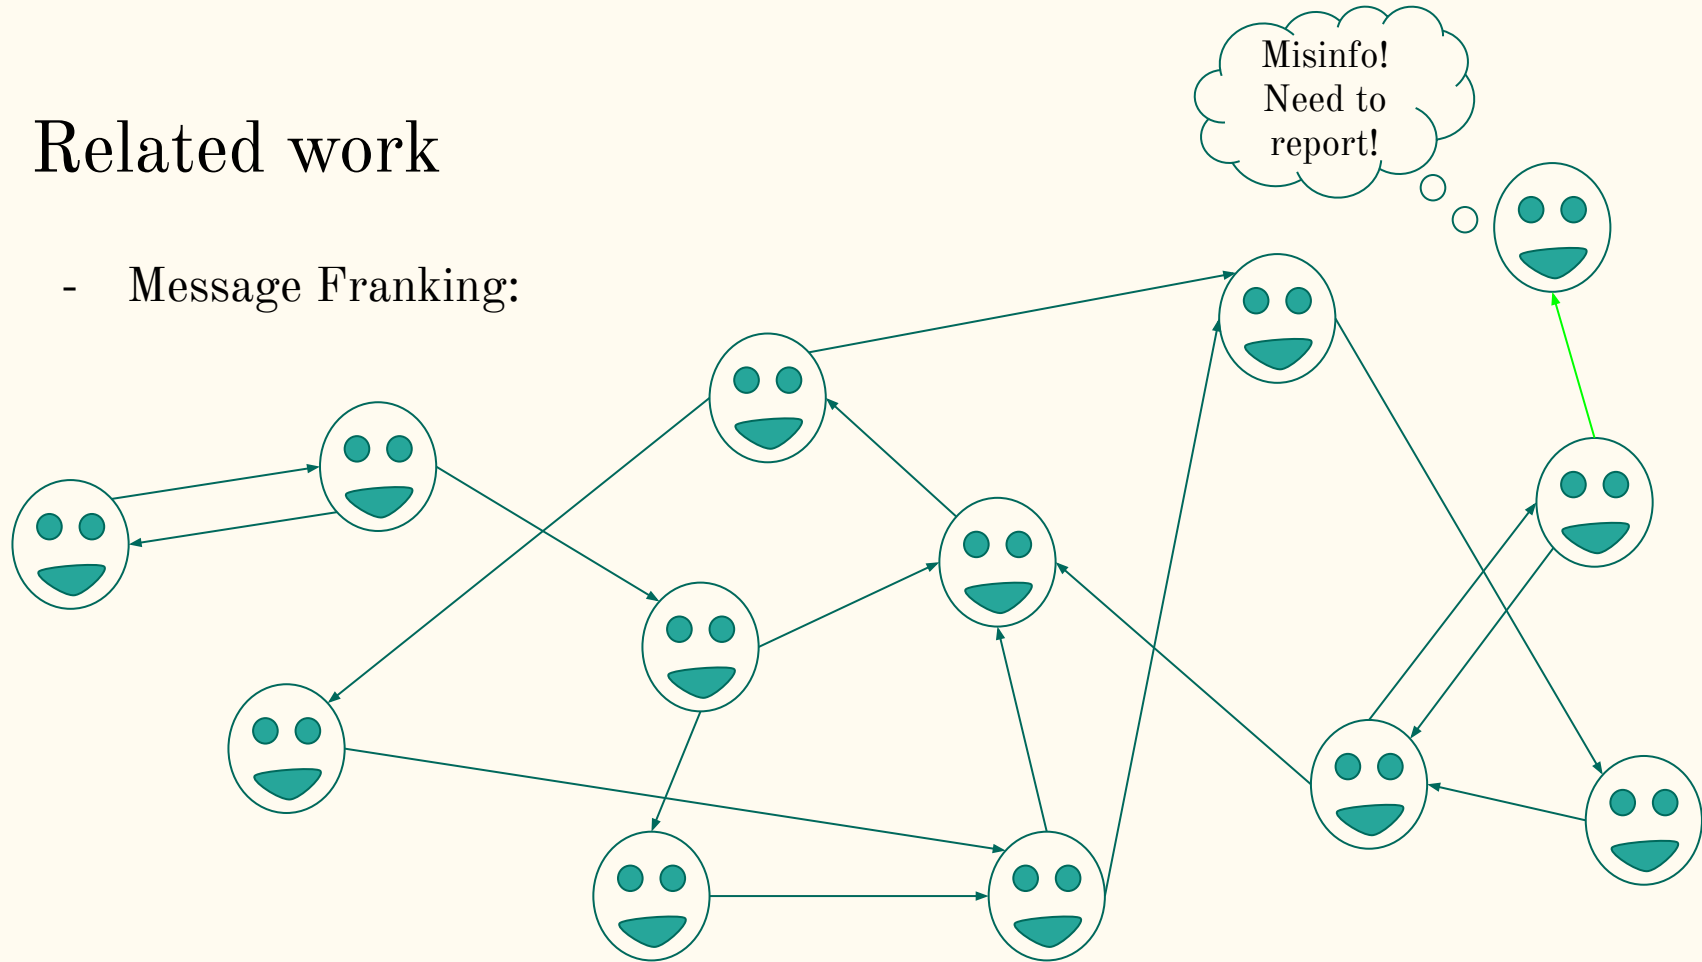 Misinfo!
Need to
report!
Related work
- Message Franking: